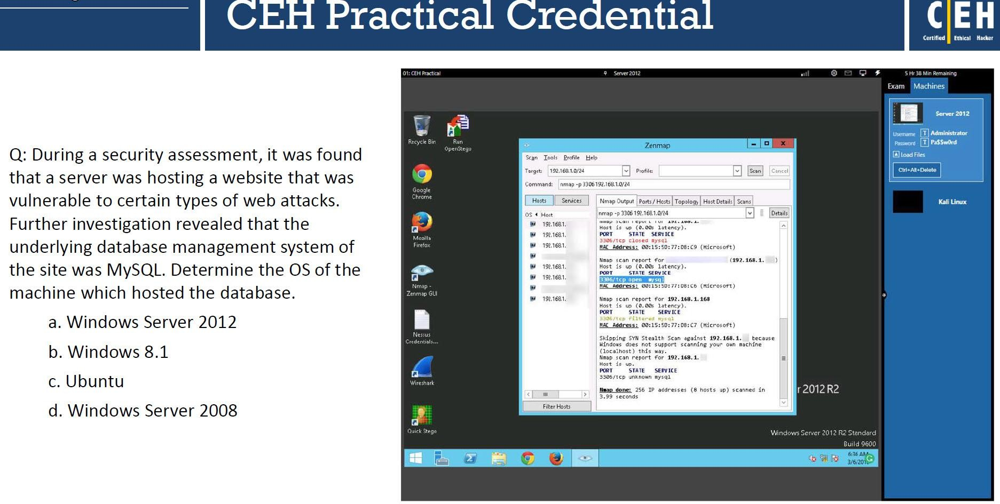 CEH Practical Credential
C|EH
Certified Ethical Hacker
Q: During a security assessment, it was found
that a server was hosting a website that was
vulnerable to certain types of web attacks.
Further investigation revealed that the
underlying database management system of
the site was MySQL. Determine the OS of the
machine which hosted the database.
a. Windows Server 2012
b. Windows 8.1
c. Ubuntu
d. Windows Server 2008
01: CEH Practical
Server 2012
5 Hr 38 Min Remaining
Exam
Machines
Server 2012
Username T Administrator
Password T Pa$$w0rd
Load Files
Ctrl+Alt+Delete
Kali Linux
Recycle Bin
Run
OpenStego
Google
Chrome
Mozilla
Firefox
Nmap -
Zenmap GUI
Nessus
Credentials....
Wireshark
Quick Stego
Zenmap
Scan Tools Profile Help
Target: 192.168.1.0/24
Profile:
Scan
Cancel
Command: nmap -p 3306 192.168.1.0/24
Hosts
Services
OS Host
192.168.1.
192.168.1.
192.168.1.
192.168.1.
192.168.1.
192.168.1.
Filter Hosts
Nmap Output Ports / Hosts Topology Host Details Scans
nmap -p 3306 192.168.1.0/24
Details
Nmap scan report for 192.168.1.
Host is up (0.00s latency).
PORT STATE SERVICE
3306/tcp closed mysql
MAC Address: 00:15:5D:77:DB:C9 (Microsoft)
Nmap scan report for (192.168.1. )
Host is up (0.00s latency).
PORT STATE SERVICE
3306/tcp open mysql
MAC Address: 00:15:5D:77:DB:C6 (Microsoft)
Nmap scan report for 192.168.1.168
Host is up (0.00s latency).
PORT STATE SERVICE
3306/tcp filtered mysql
MAC Address: 00:15:5D:77:DB:C7 (Microsoft)
Skipping SYN Stealth Scan against 192.168.1. because
Windows does not support scanning your own machine
(localhost) this way.
Nmap scan report for 192.168.1.
Host is up.
PORT STATE SERVICE
3306/tcp unknown mysql
Nmap done: 256 IP addresses (8 hosts up) scanned in
3.99 seconds
r 2012 R2
Windows Server 2012 R2 Standard
Build 9600
6:36 AM
3/6/201